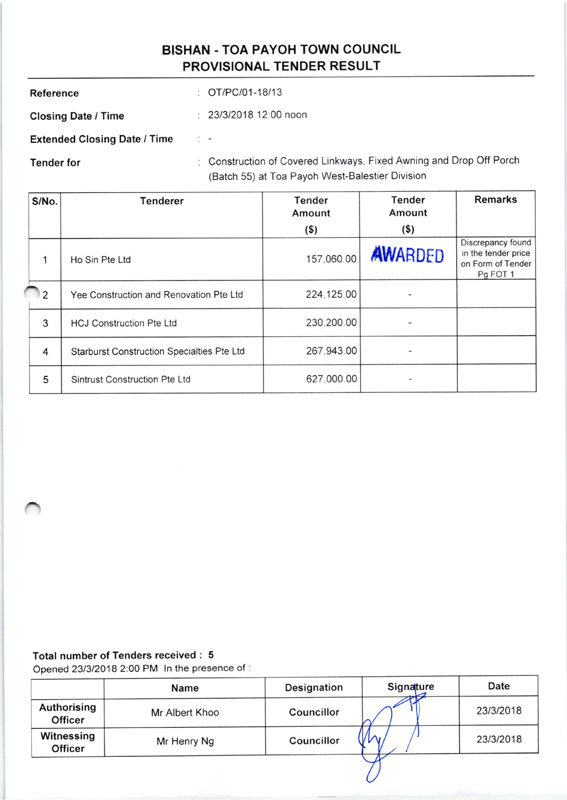 BISHAN - TOA PAYOH TOWN COUNCIL
PROVISIONAL TENDER RESULT
Reference : OT/PC/01-18/13
Closing Date / Time : 23/3/2018 12:00 noon
Extended Closing Date / Time : -
Tender for : Construction of Covered Linkways, Fixed Awning and Drop Off Porch
(Batch 55) at Toa Payoh West-Balestier Division
S/No. Tenderer Tender Amount ($) Tender Amount ($) Remarks
1 Ho Sin Pte Ltd 157,060.00 AWARDED Discrepancy found in the tender price on Form of Tender Pg FOT 1
2 Yee Construction and Renovation Pte Ltd 224,125.00 -
3 HCJ Construction Pte Ltd 230,200.00 -
4 Starburst Construction Specialties Pte Ltd 267,943.00 -
5 Sintrust Construction Pte Ltd 627,000.00 -
Total number of Tenders received : 5
Opened 23/3/2018 2:00 PM In the presence of :
Name Designation Signature Date
Authorising Officer Mr Albert Khoo Councillor 23/3/2018
Witnessing Officer Mr Henry Ng Councillor 23/3/2018